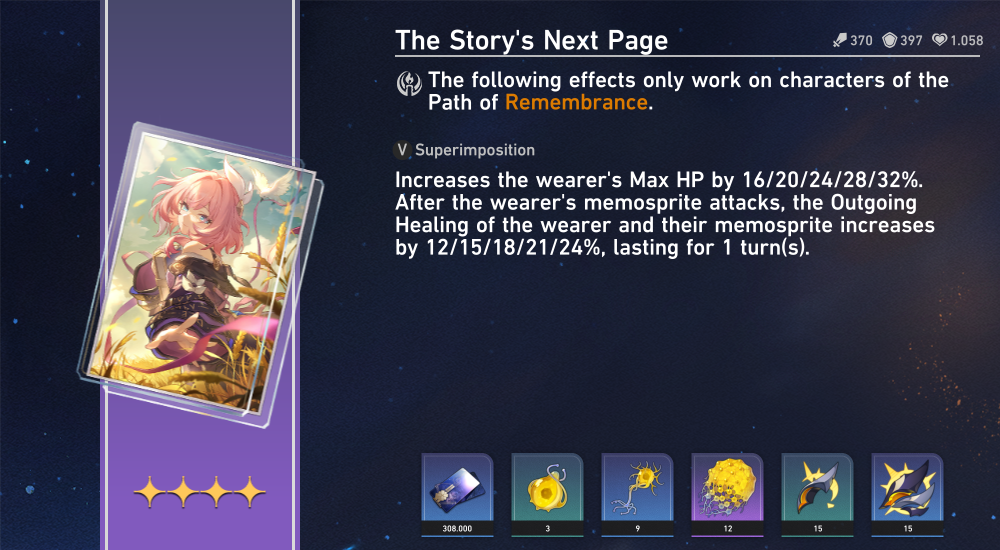 The Story's Next Page
370 397 1.058
The following effects only work on characters of the
Path of Remembrance.
V Superimposition
Increases the wearer's Max HP by 16/20/24/28/32%.
After the wearer's memosprite attacks, the Outgoing
Healing of the wearer and their memosprite increases
by 12/15/18/21/24%, lasting for 1 turn(s).
308.000 3 9 12 15 15